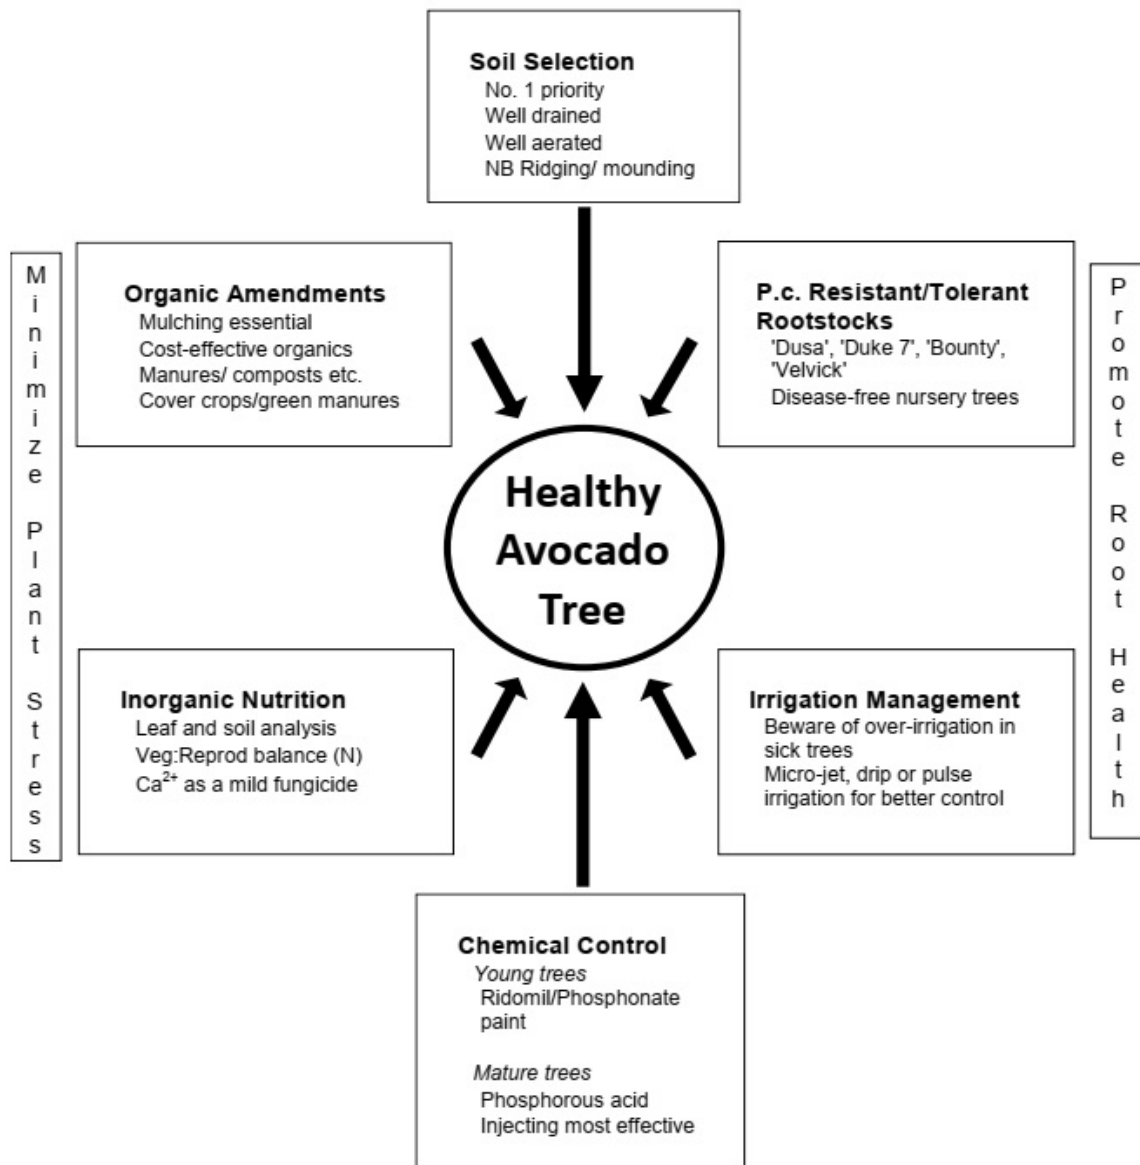 Soil Selection
No. 1 priority
Well drained
Well aerated
NB Ridging/ mounding
Minimize Plant Stress
Organic Amendments
Mulching essential
Cost-effective organics
Manures/ composts etc.
Cover crops/green manures
P.c. Resistant/Tolerant
Rootstocks
'Dusa', 'Duke 7', 'Bounty',
'Velvick'
Disease-free nursery trees
Promote Root Health
Healthy
Avocado
Tree
Inorganic Nutrition
Leaf and soil analysis
Veg:Reprod balance (N)
Ca²⁺ as a mild fungicide
Irrigation Management
Beware of over-irrigation in
sick trees
Micro-jet, drip or pulse
irrigation for better control
Chemical Control
Young trees
Ridomil/Phosphonate
paint
Mature trees
Phosphorous acid
Injecting most effective